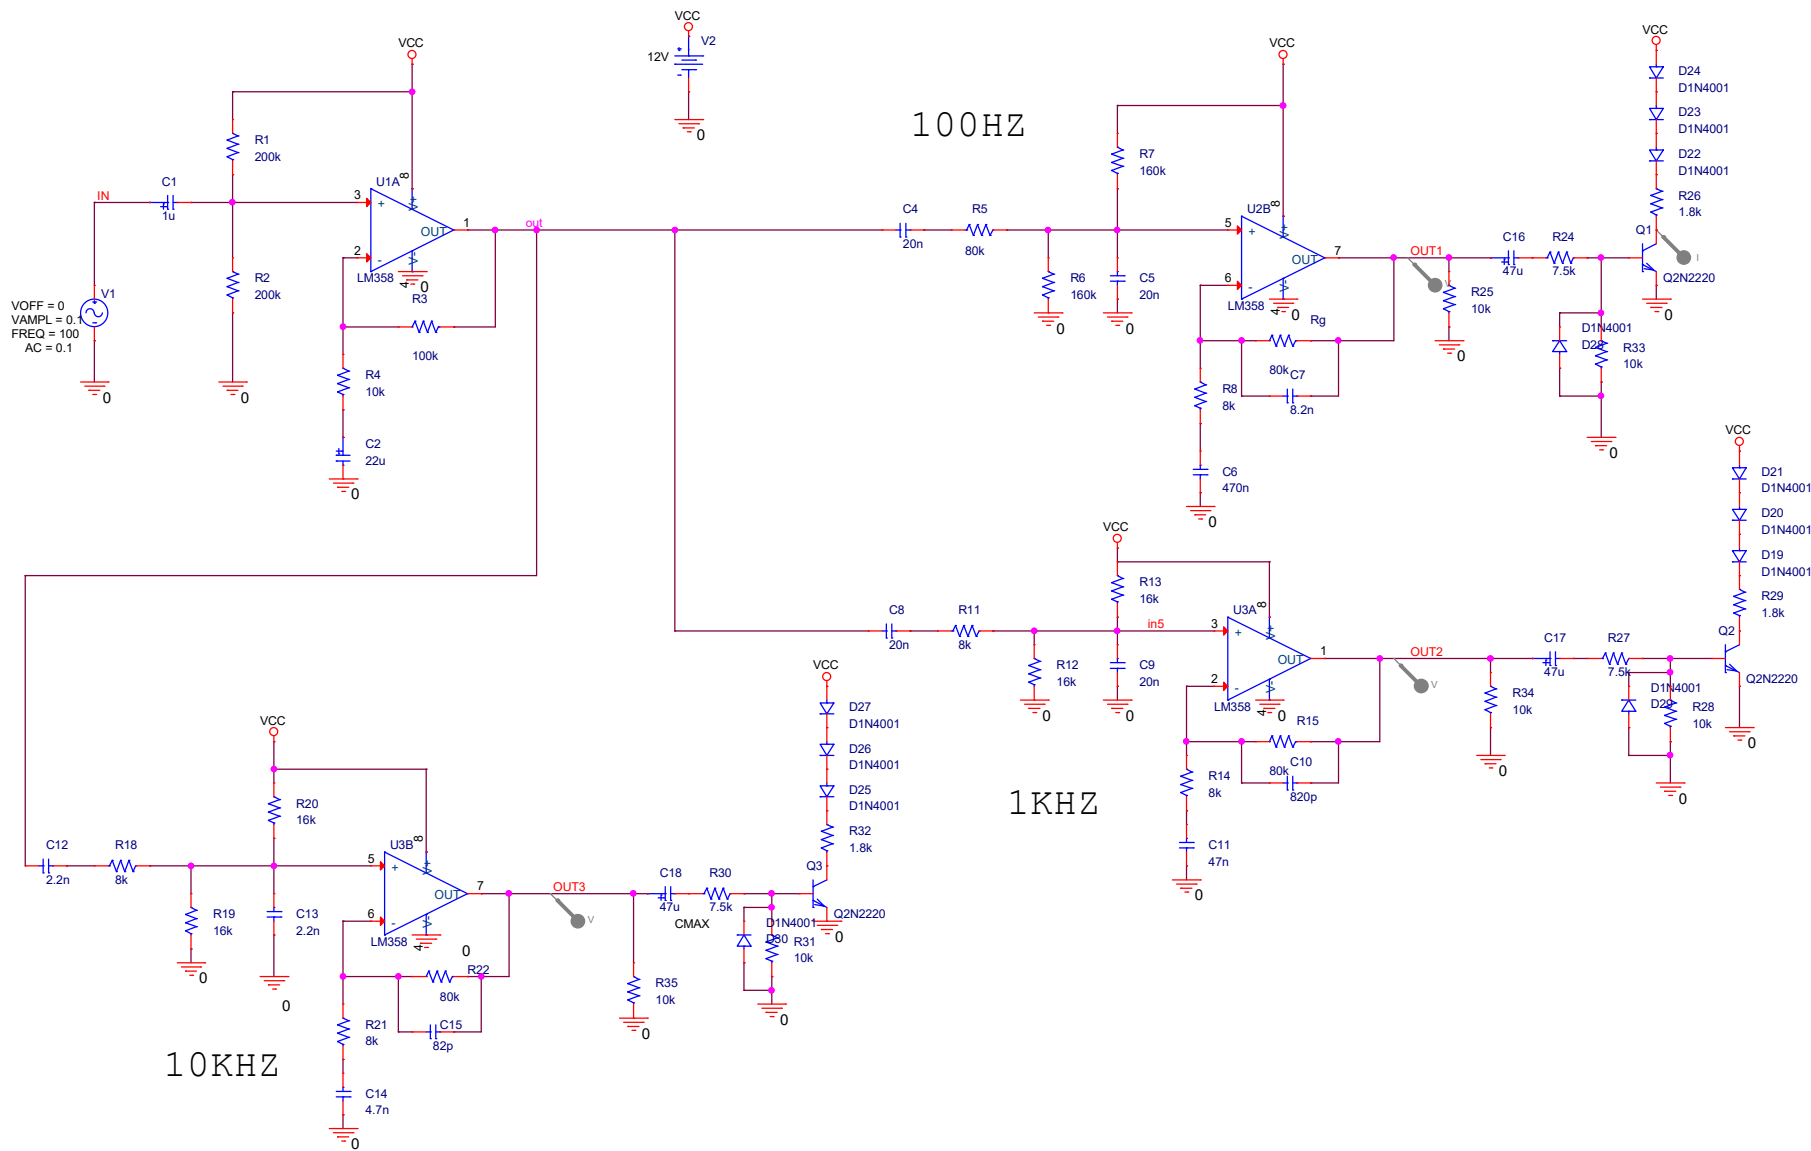 VCC
V2
12V
0
VCC
R1
200k
IN
C1
1u
U1A
3
+
8
V+
OUT
1
out
2
-
V-
4
LM358
0
R2
200k
V1
VOFF = 0
VAMPL = 0.1
FREQ = 100
AC = 0.1
0
0
R3
100k
R4
10k
C2
22u
0
100HZ
VCC
R7
160k
C4
20n
R5
80k
R6
160k
0
C5
20n
0
U2B
5
+
8
V+
OUT
7
6
-
V-
4
LM358
0
Rg
80k
C7
8.2n
R8
8k
C6
470n
0
OUT1
V
R25
10k
0
C16
47u
R24
7.5k
VCC
D24
D1N4001
D23
D1N4001
D22
D1N4001
R26
1.8k
Q1
I
Q2N2220
0
D1N4001
D28
R33
10k
0
VCC
R13
16k
C8
20n
R11
8k
in5
R12
16k
0
C9
20n
0
U3A
3
+
8
V+
OUT
1
2
-
V-
4
LM358
0
R15
80k
C10
820p
R14
8k
C11
47n
0
1KHZ
OUT2
V
R34
10k
0
C17
47u
R27
7.5k
VCC
D21
D1N4001
D20
D1N4001
D19
D1N4001
R29
1.8k
Q2
Q2N2220
0
D1N4001
D29
R28
10k
0
VCC
R20
16k
C12
2.2n
R18
8k
R19
16k
0
C13
2.2n
0
U3B
5
+
8
V+
OUT
7
6
-
V-
4
LM358
0
R22
80k
C15
82p
R21
8k
C14
4.7n
0
10KHZ
OUT3
V
R35
10k
0
C18
47u
CMAX
R30
7.5k
VCC
D27
D1N4001
D26
D1N4001
D25
D1N4001
R32
1.8k
Q3
Q2N2220
0
D1N4001
D30
R31
10k
0